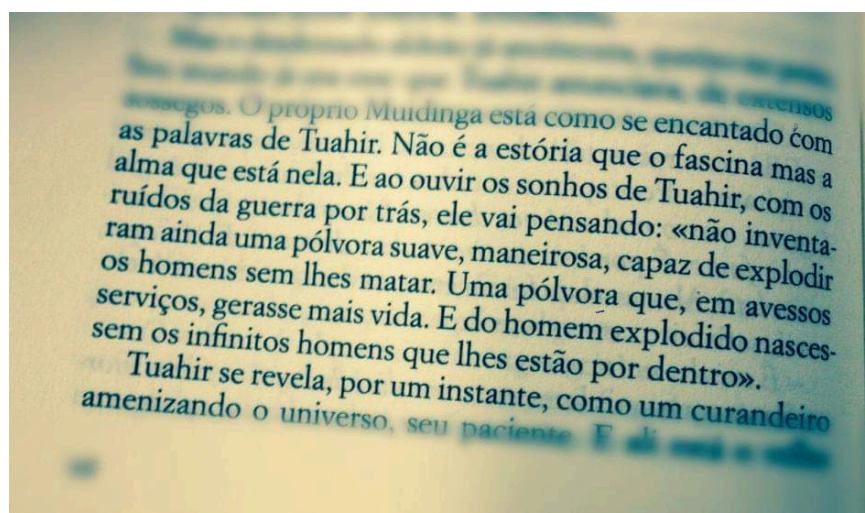 extensos
sossegos. O próprio Muidinga está como se encantado com
as palavras de Tuahir. Não é a estória que o fascina mas a
alma que está nela. E ao ouvir os sonhos de Tuahir, com os
ruídos da guerra por trás, ele vai pensando: «não inventa-
ram ainda uma pólvora suave, maneirosa, capaz de explodir
os homens sem lhes matar. Uma pólvora que, em avessos
serviços, gerasse mais vida. E do homem explodido nasces-
sem os infinitos homens que lhes estão por dentro».
Tuahir se revela, por um instante, como um curandeiro
amenizando o universo, seu paciente. E ali